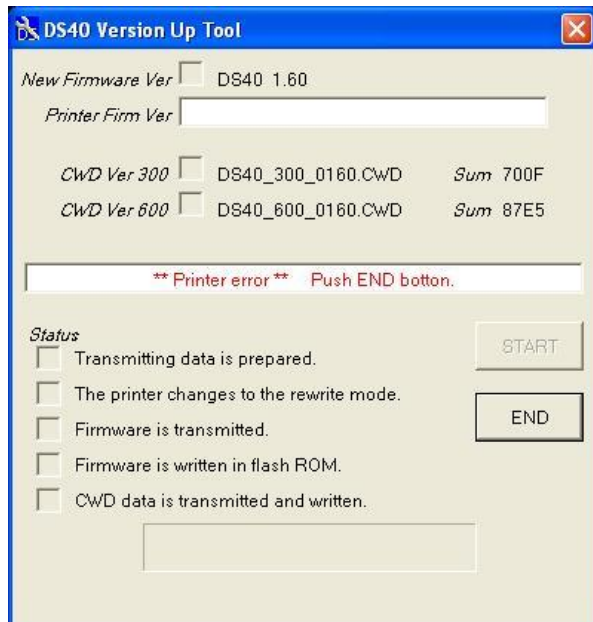 DS40 Version Up Tool
New Firmware Ver DS40 1.60
Printer Firm Ver
CWD Ver 300 DS40_300_0160.CWD Sum 700F
CWD Ver 600 DS40_600_0160.CWD Sum 87E5
** Printer error ** Push END botton.
Status
START
Transmitting data is prepared.
The printer changes to the rewrite mode.
END
Firmware is transmitted.
Firmware is written in flash ROM.
CWD data is transmitted and written.